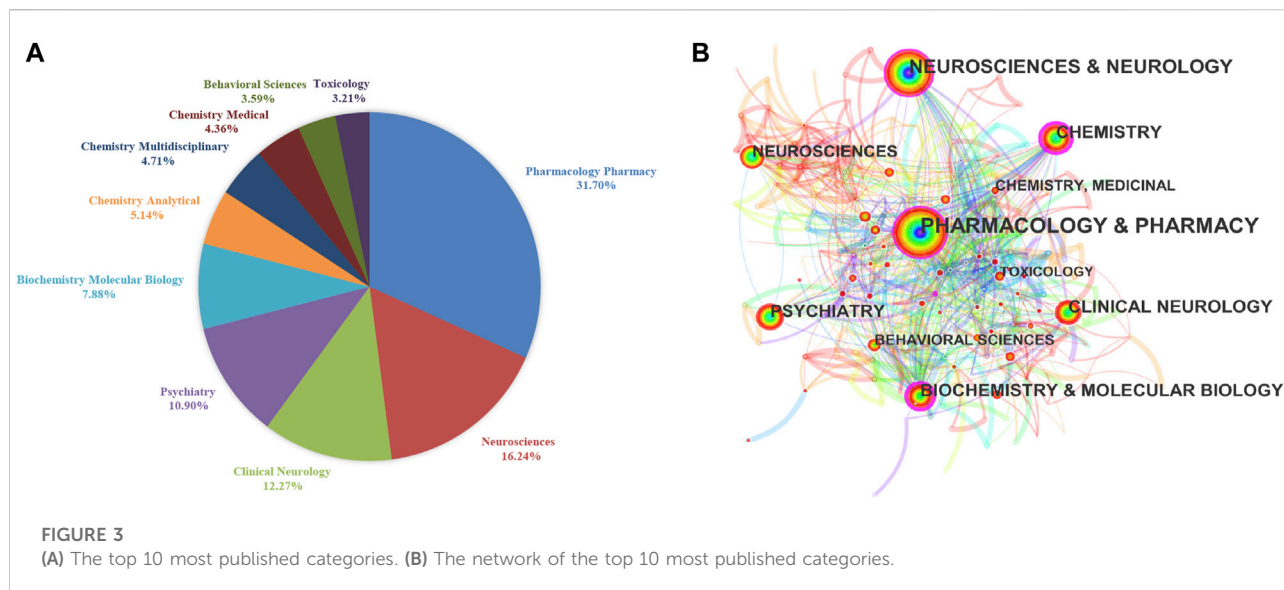 A
Behavioral Sciences
3.59%
Toxicology
3.21%
Chemistry Medical
4.36%
Chemistry Multidisciplinary
4.71%
Chemistry Analytical
5.14%
Biochemistry Molecular Biology
7.88%
Psychiatry
10.90%
Clinical Neurology
12.27%
Neurosciences
16.24%
Pharmacology Pharmacy
31.70%
B
NEUROSCIENCES & NEUROLOGY
CHEMISTRY
NEUROSCIENCES
CHEMISTRY, MEDICINAL
PHARMACOLOGY & PHARMACY
TOXICOLOGY
PSYCHIATRY
CLINICAL NEUROLOGY
BEHAVIORAL SCIENCES
BIOCHEMISTRY & MOLECULAR BIOLOGY
FIGURE 3
(A) The top 10 most published categories. (B) The network of the top 10 most published categories.